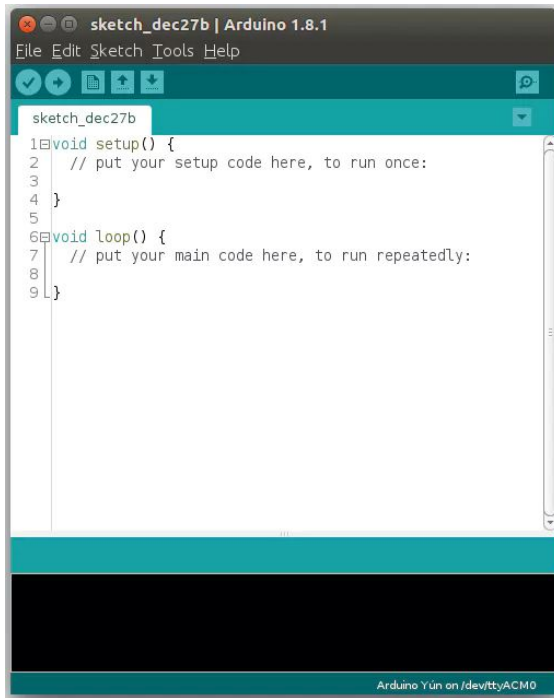 sketch_dec27b | Arduino 1.8.1
File Edit Sketch Tools Help
sketch_dec27b
1 void setup() {
2   // put your setup code here, to run once:
3
4 }
5
6 void loop() {
7   // put your main code here, to run repeatedly:
8
9 }
Arduino Yún on /dev/ttyACM0